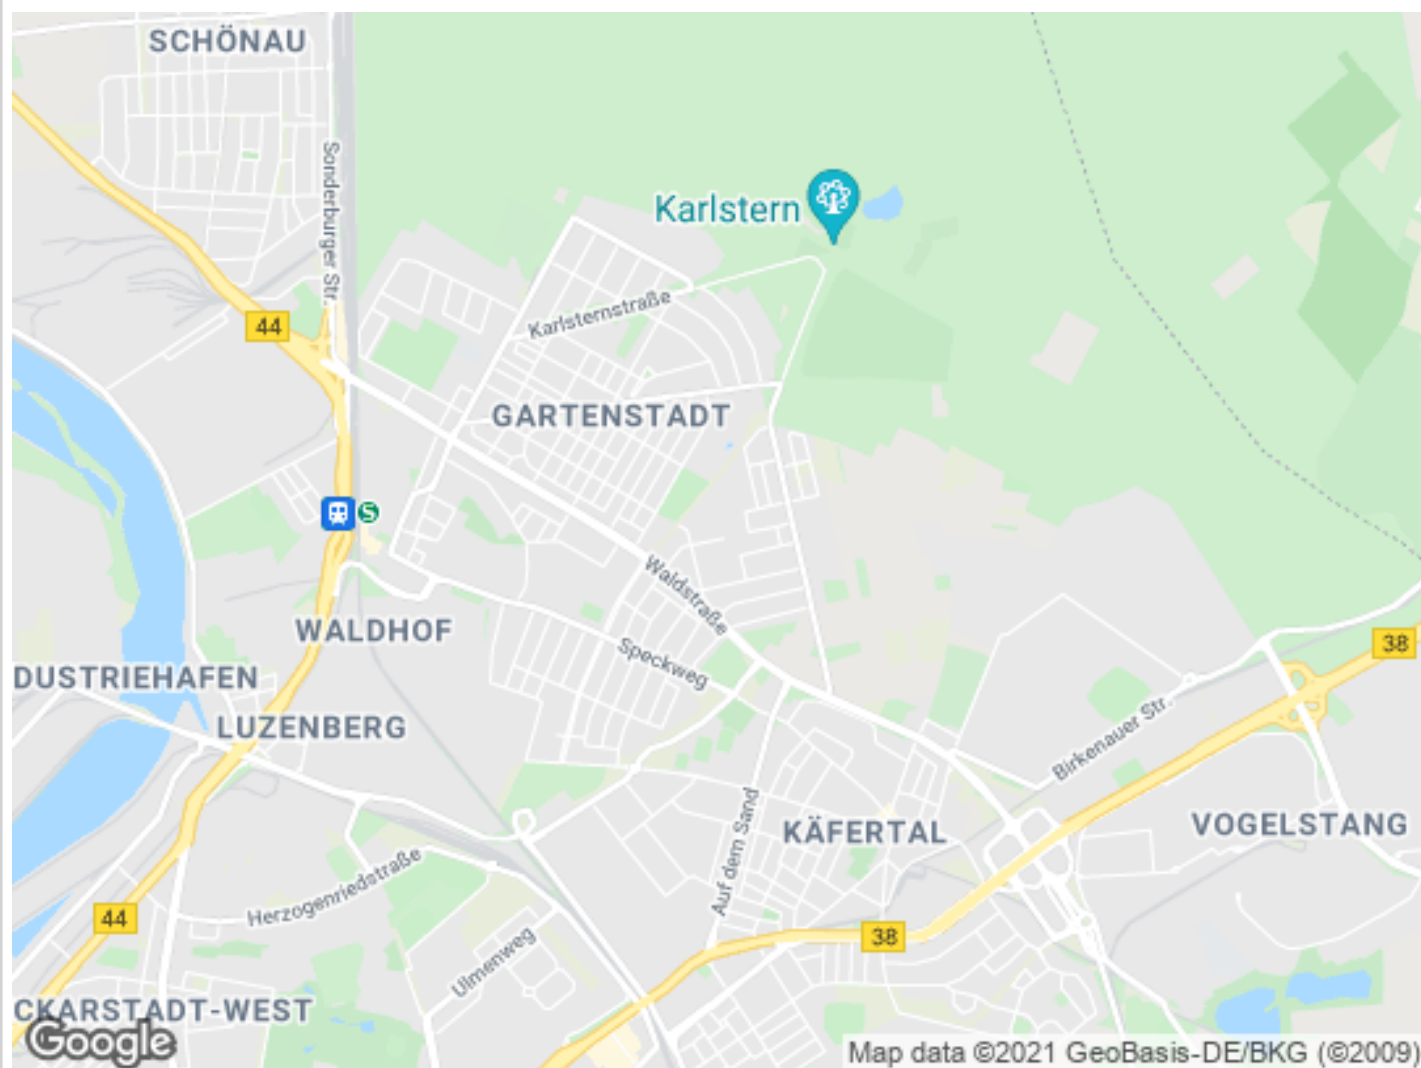 SCHÖNAU
Sonderburger Str.
Karlstern
Karlsternstraße
44
GARTENSTADT
S
Waldstraße
WALDHOF
Speckweg
38
DUSTRIEHAFEN
LUZENBERG
Birkenauer Str.
Auf dem Sand
KÄFERTAL
VOGELSTANG
Herzogenriedstraße
44
38
Ulmenweg
CKARSTADT-WEST
Google
Map data ©2021 GeoBasis-DE/BKG (©2009)